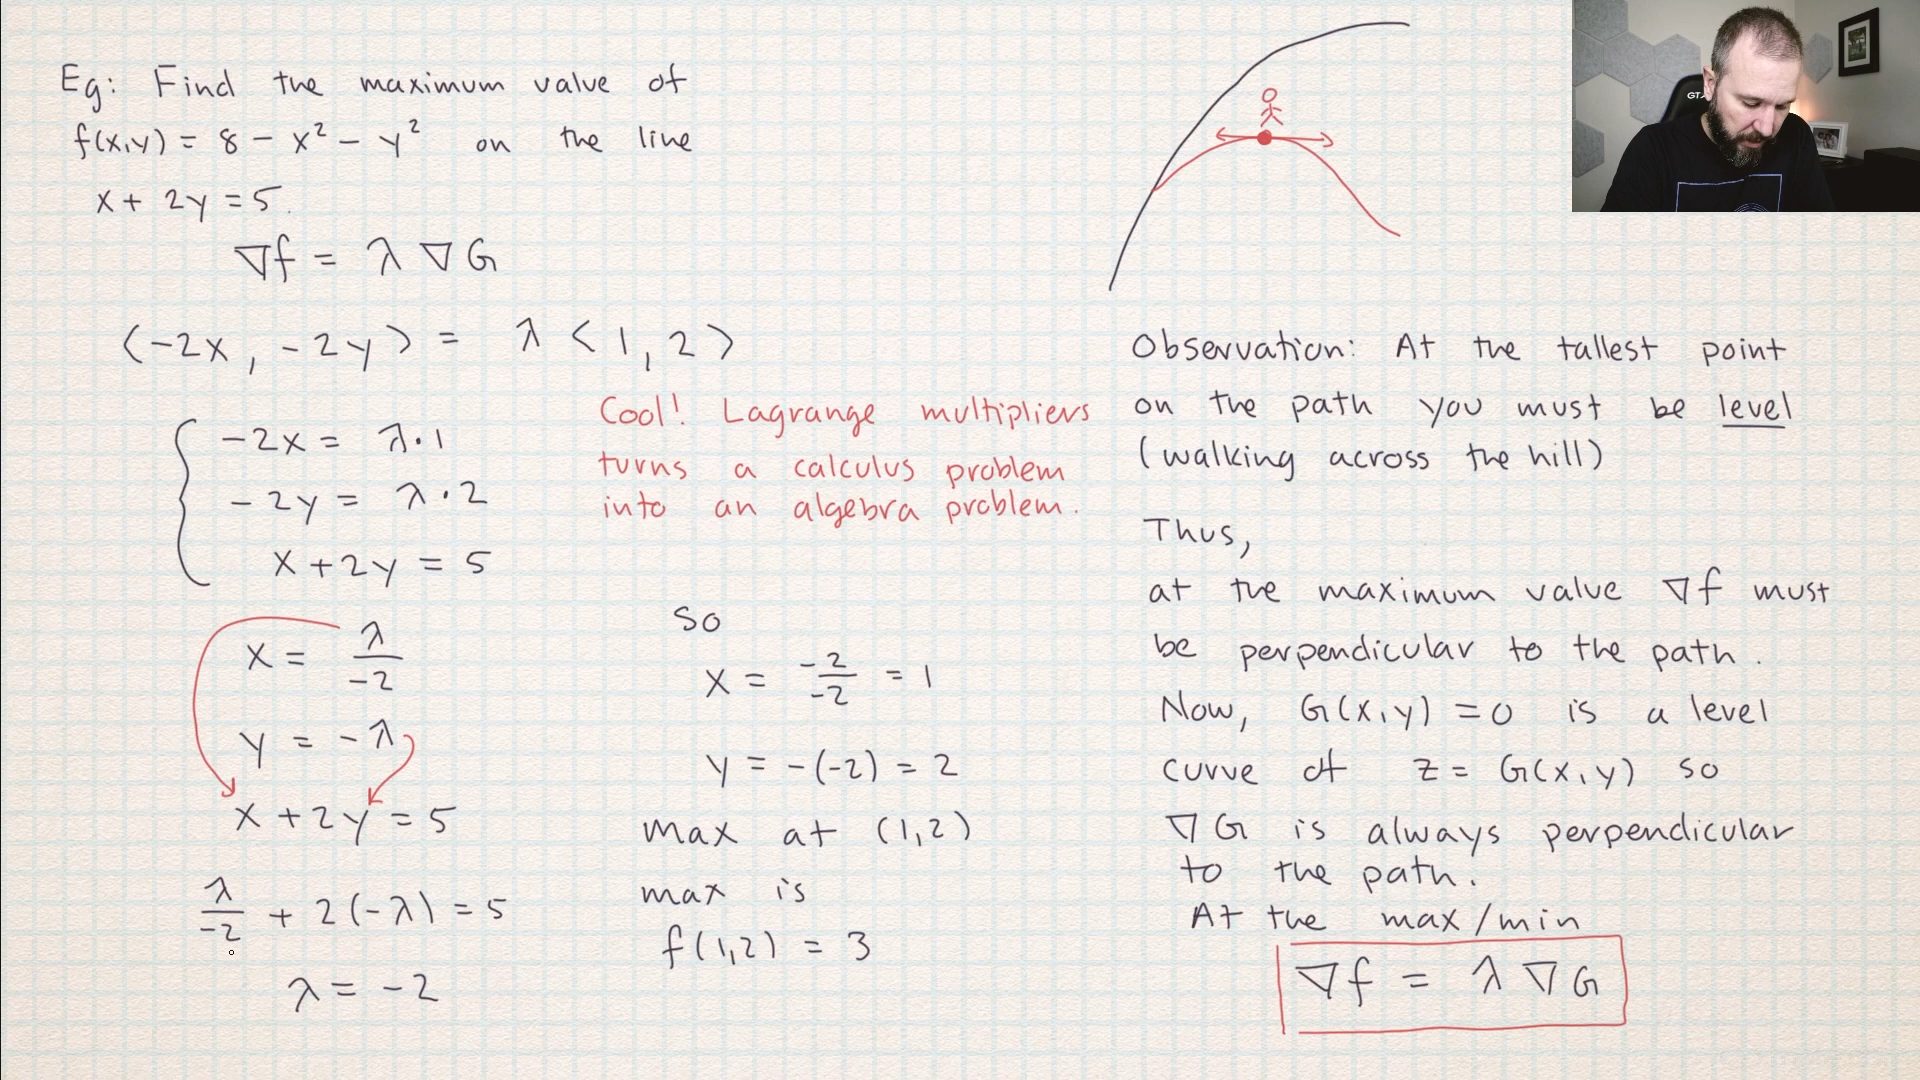 Eg: Find the maximum value of
f(x,y) = 8 - x² - y² on the line
x + 2y = 5.
∇f = λ ∇G
⟨-2x, -2y⟩ = λ <1, 2>
-2x = λ·1
-2y = λ·2
x + 2y = 5
Cool! Lagrange multipliers
turns a calculus problem
into an algebra problem.
x = λ/-2
y = -λ
x + 2y = 5
λ/-2 + 2(-λ) = 5
λ = -2
so
x = -2/-2 = 1
y = -(-2) = 2
max at (1,2)
max is
f(1,2) = 3
Observation: At the tallest point
on the path you must be level
(walking across the hill)
Thus,
at the maximum value ∇f must
be perpendicular to the path.
Now, G(x,y) = 0 is a level
curve of z = G(x,y) so
∇G is always perpendicular
to the path.
At the max/min
∇f = λ ∇G
GT